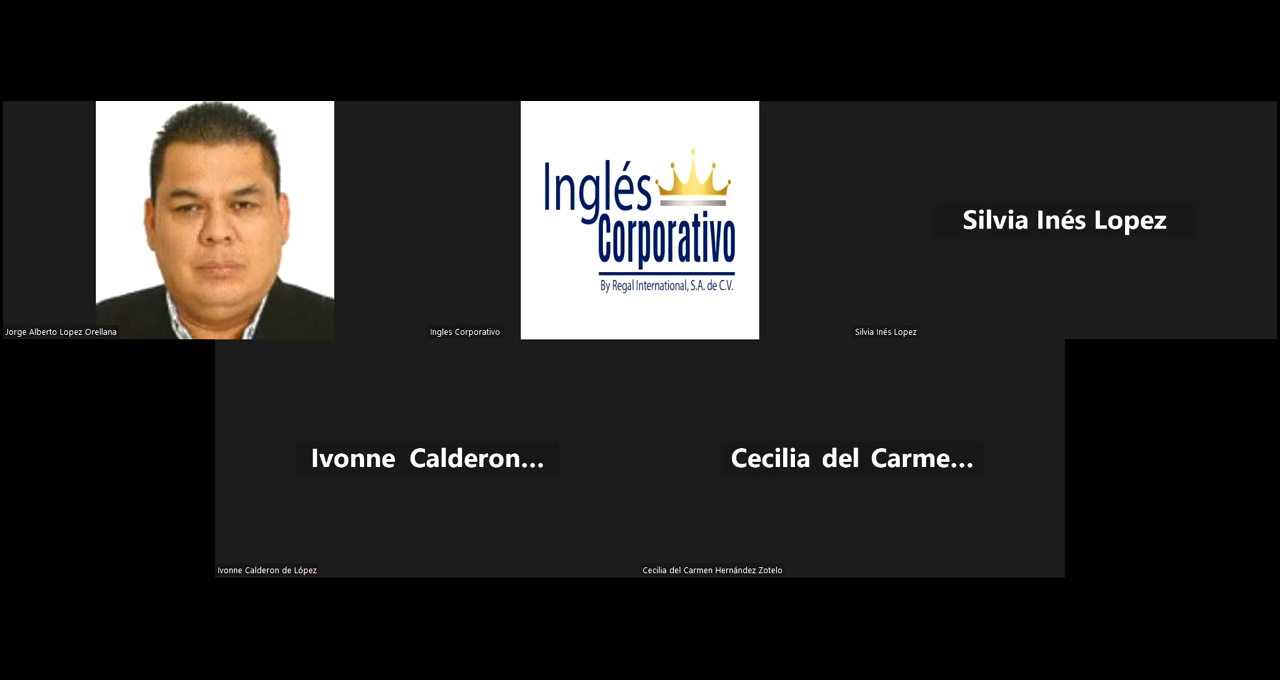 Inglés
Corporativo
By Regal International, S.A. de C.V.
Silvia Inés Lopez
Jorge Alberto Lopez Orellana
Ingles Corporativo
Silvia Inés Lopez
Ivonne Calderon...
Cecilia del Carme...
Ivonne Calderon de López
Cecilia del Carmen Hernández Zotelo